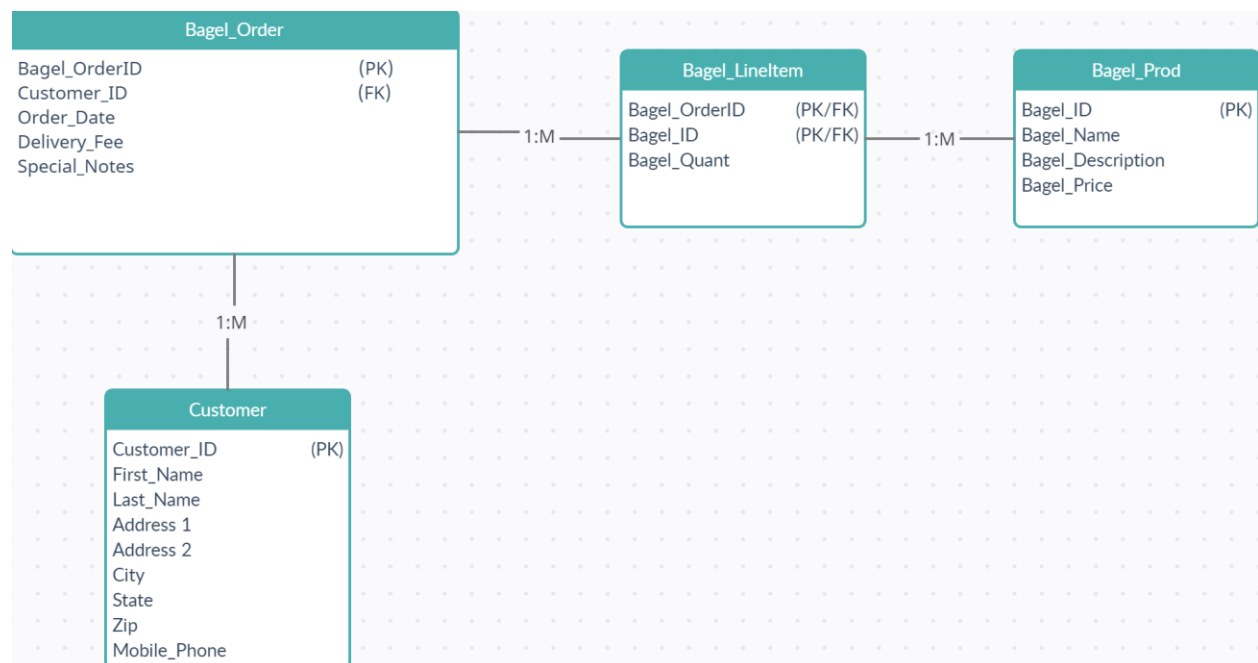 Bagel_Order
Bagel_OrderID (PK)
Customer_ID (FK)
Order_Date
Delivery_Fee
Special_Notes
1:M
Bagel_LineItem
Bagel_OrderID (PK/FK)
Bagel_ID (PK/FK)
Bagel_Quant
1:M
Bagel_Prod
Bagel_ID (PK)
Bagel_Name
Bagel_Description
Bagel_Price
1:M
Customer
Customer_ID (PK)
First_Name
Last_Name
Address 1
Address 2
City
State
Zip
Mobile_Phone